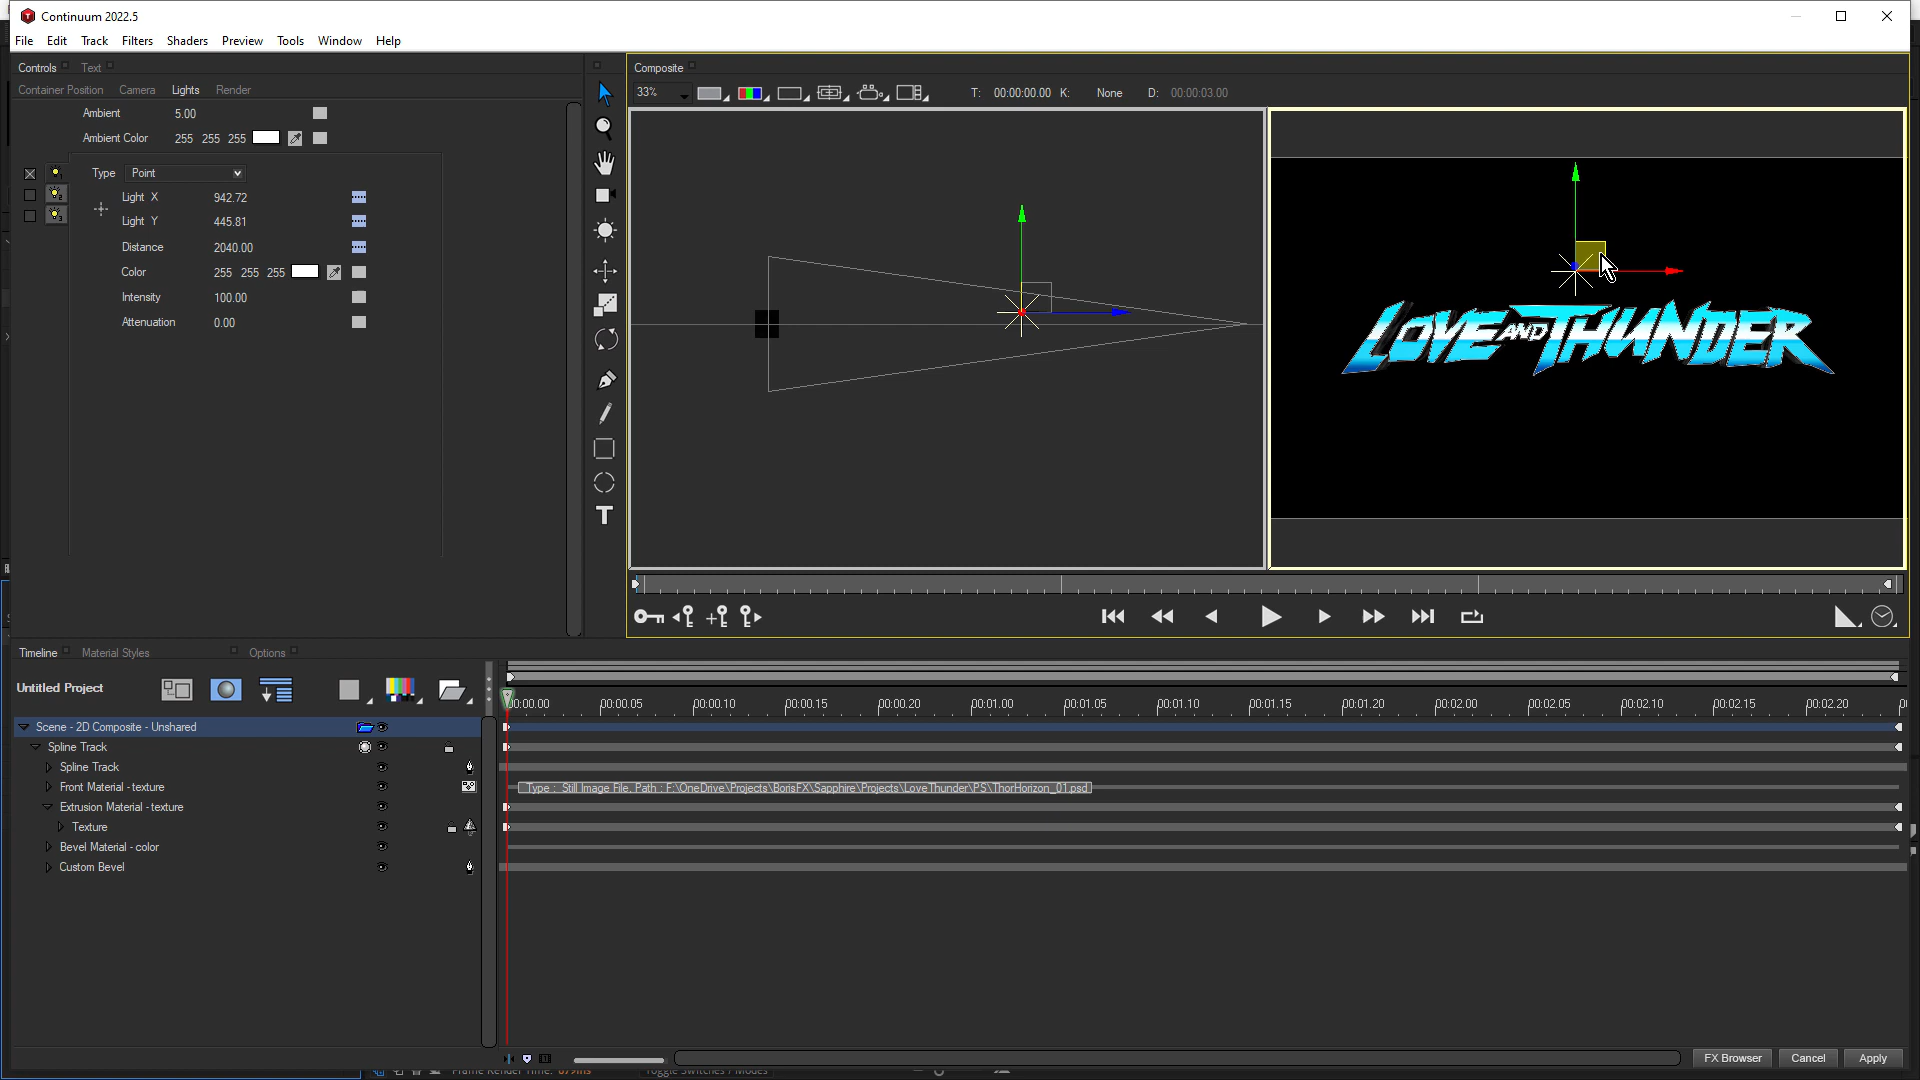 Continuum 2022.5
File Edit Track Filters Shaders Preview Tools Window Help
Controls Text
Container Position Camera Lights Render
Ambient 5.00
Ambient Color 255 255 255
Type Point
Light X 942.72
Light Y 445.81
Distance 2040.00
Color 255 255 255
Intensity 100.00
Attenuation 0.00
Composite
33% T: 00:00:00.00 K: None D: 00:00:03.00
LOVE AND THUNDER
Timeline Material Styles Options
Untitled Project
00:00.00 00:00.05 00:00.10 00:00.15 00:00.20 00:01.00 00:01.05 00:01.10 00:01.15 00:01.20 00:02.00 00:02.05 00:02.10 00:02.15 00:02.20
Scene - 2D Composite - Unshared
Spline Track
Spline Track
Front Material - texture
Type : Still Image File, Path : F:\OneDrive\Projects\BorisFX\Sapphire\Projects\Love Thunder\PS\ThorHorizon_01.psd
Extrusion Material - texture
Texture
Bevel Material - color
Custom Bevel
FX Browser Cancel Apply
Frame Render Time: 879ms Toggle Switches / Modes